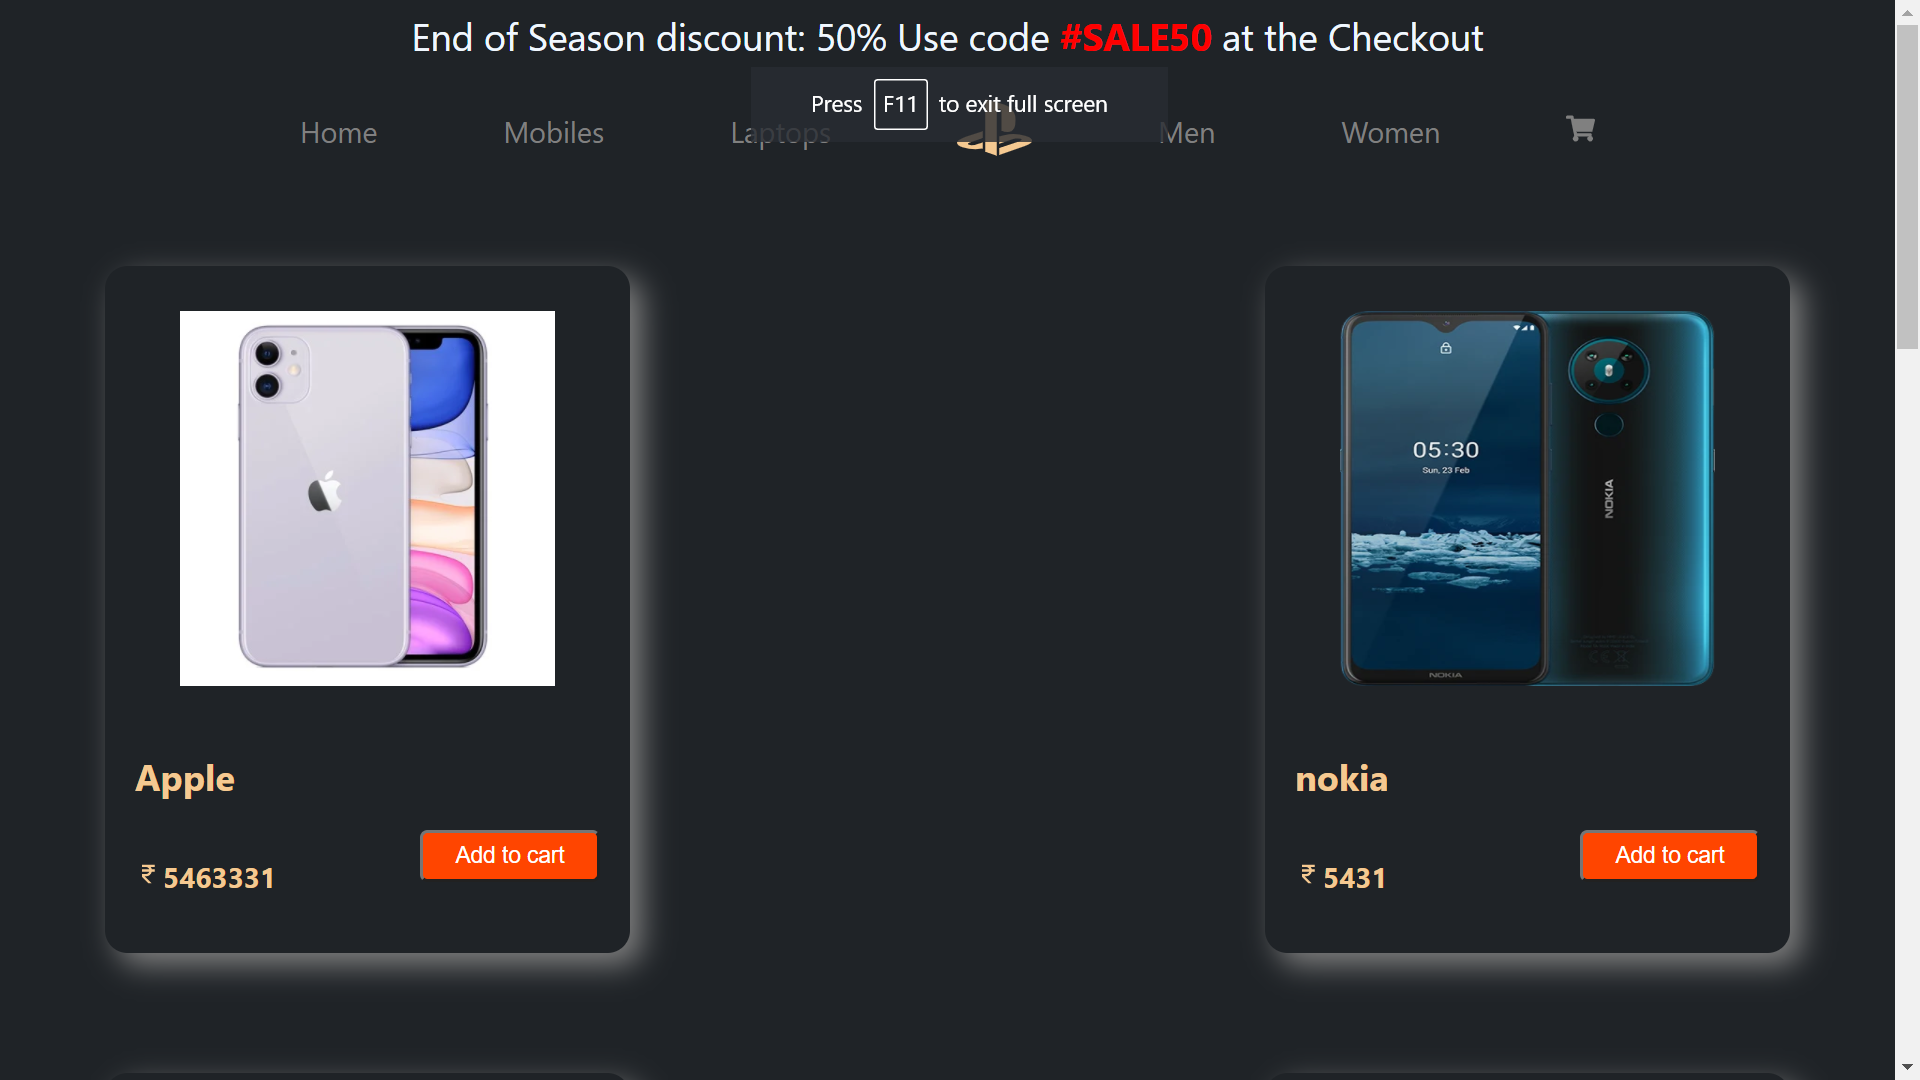 End of Season discount: 50% Use code #SALE50 at the Checkout
Press F11 to exit full screen
Home Mobiles Laptops Men Women
05:30
Sun, 23 Feb
NOKIA
NOKIA
Apple
nokia
Add to cart
Add to cart
₹ 5463331
₹ 5431